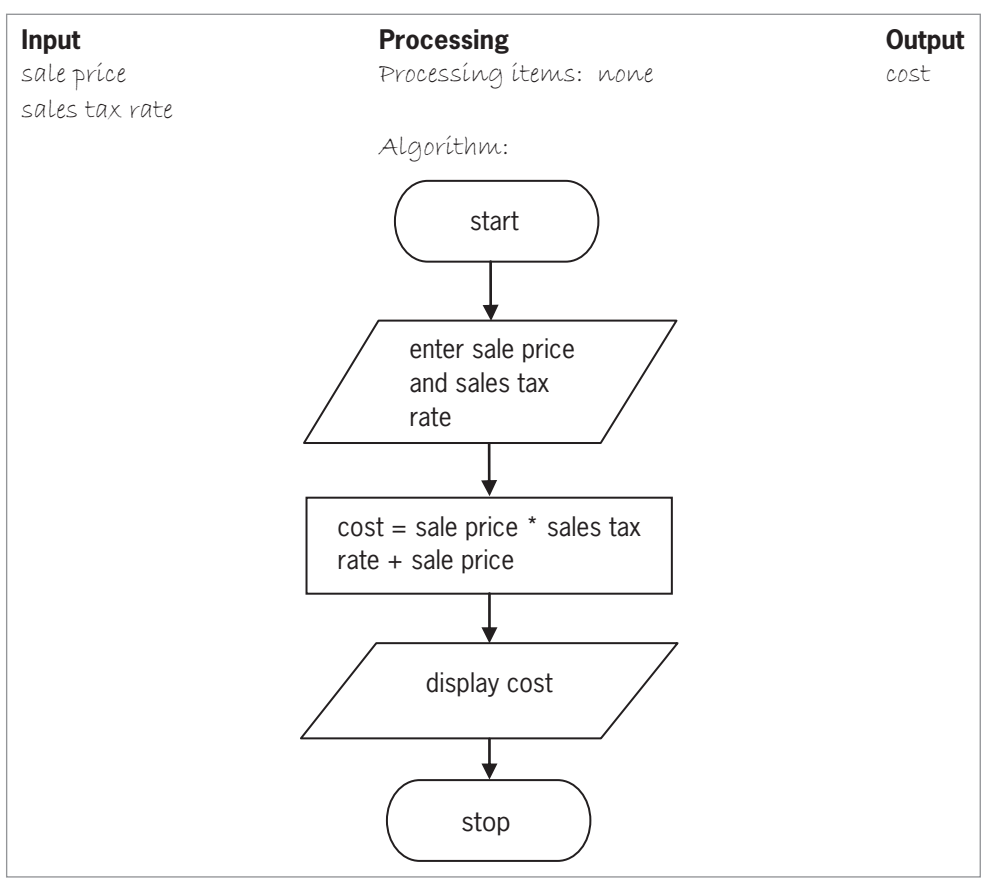 Input
sale price
sales tax rate
Processing
Processing items: none
Algorithm:
Output
cost
start
enter sale price
and sales tax
rate
cost = sale price * sales tax
rate + sale price
display cost
stop